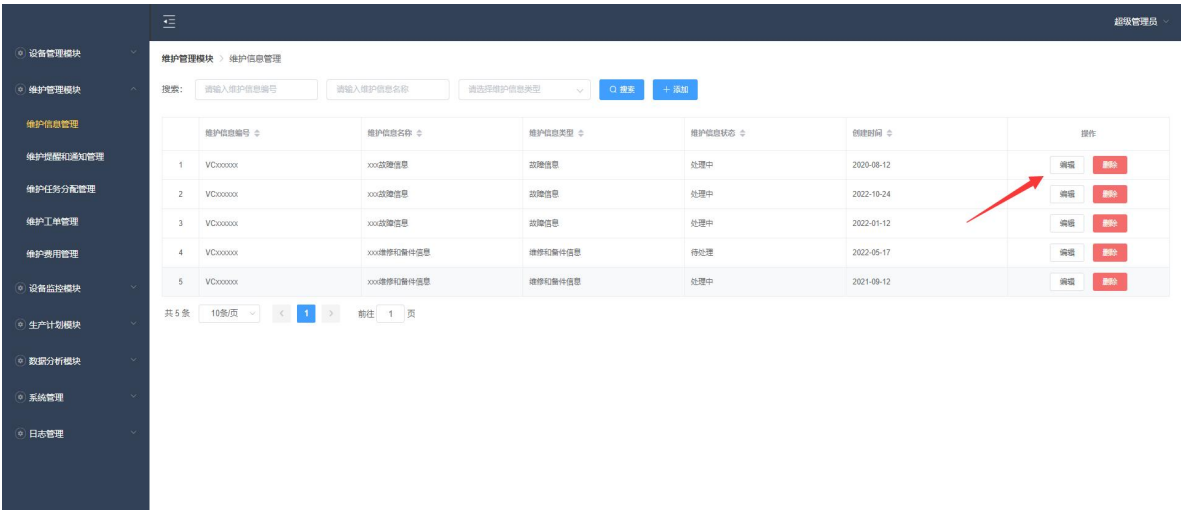 超级管理员
设备管理模块
维护管理模块
维护信息管理
维护提醒和通知管理
维护任务分配管理
维护工单管理
维护费用管理
设备监控模块
生产计划模块
数据分析模块
系统管理
日志管理
维护管理模块 > 维护信息管理
搜索： 请输入维护信息编号 请输入维护信息名称 请选择维护信息类型 搜索 + 添加
维护信息编号 维护信息名称 维护信息类型 维护信息状态 创建时间 操作
1 VCxxxxxx xxx故障信息 故障信息 处理中 2020-08-12 编辑 删除
2 VCxxxxxx xxx故障信息 故障信息 处理中 2022-10-24 编辑 删除
3 VCxxxxxx xxx故障信息 故障信息 处理中 2022-01-12 编辑 删除
4 VCxxxxxx xxx维修和备件信息 维修和备件信息 待处理 2022-05-17 编辑 删除
5 VCxxxxxx xxx维修和备件信息 维修和备件信息 处理中 2021-09-12 编辑 删除
共 5 条 10条/页 < 1 > 前往 1 页